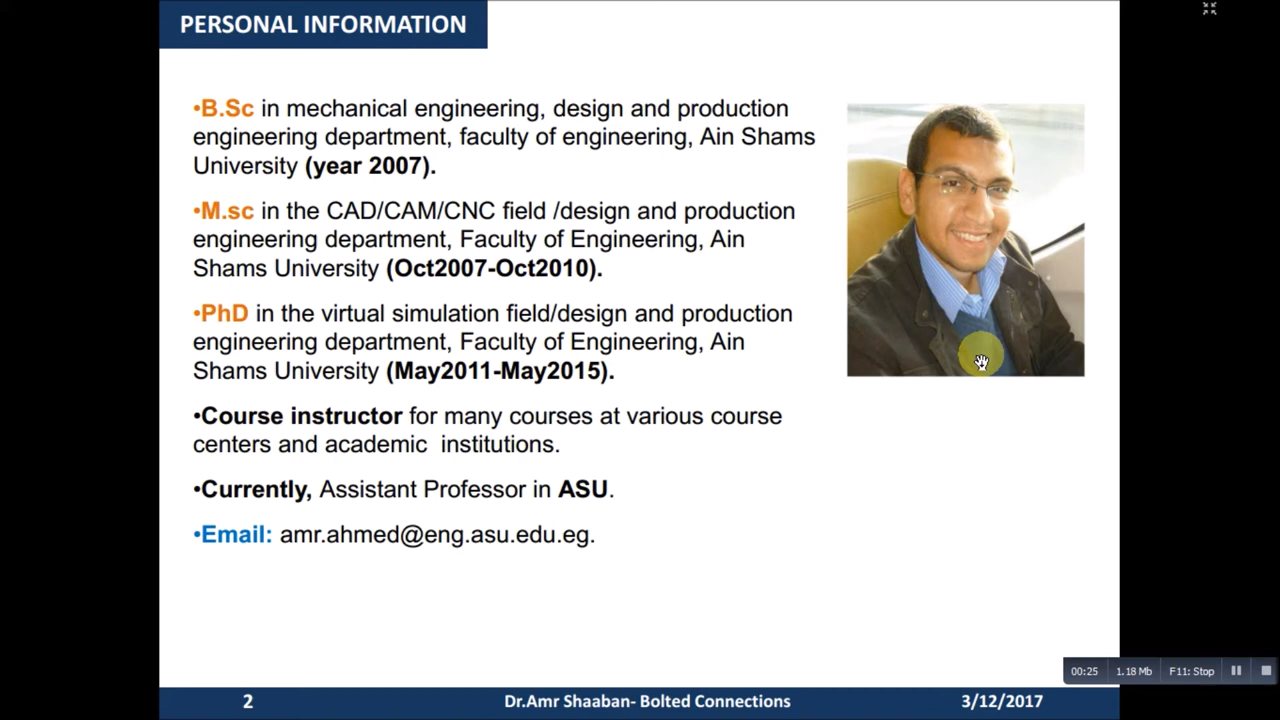 PERSONAL INFORMATION
•B.Sc in mechanical engineering, design and production
engineering department, faculty of engineering, Ain Shams
University (year 2007).
•M.sc in the CAD/CAM/CNC field /design and production
engineering department, Faculty of Engineering, Ain
Shams University (Oct2007-Oct2010).
•PhD in the virtual simulation field/design and production
engineering department, Faculty of Engineering, Ain
Shams University (May2011-May2015).
•Course instructor for many courses at various course
centers and academic  institutions.
•Currently, Assistant Professor in ASU.
•Email: amr.ahmed@eng.asu.edu.eg.
00:25 1.18 Mb F11: Stop
2 Dr.Amr Shaaban- Bolted Connections 3/12/2017